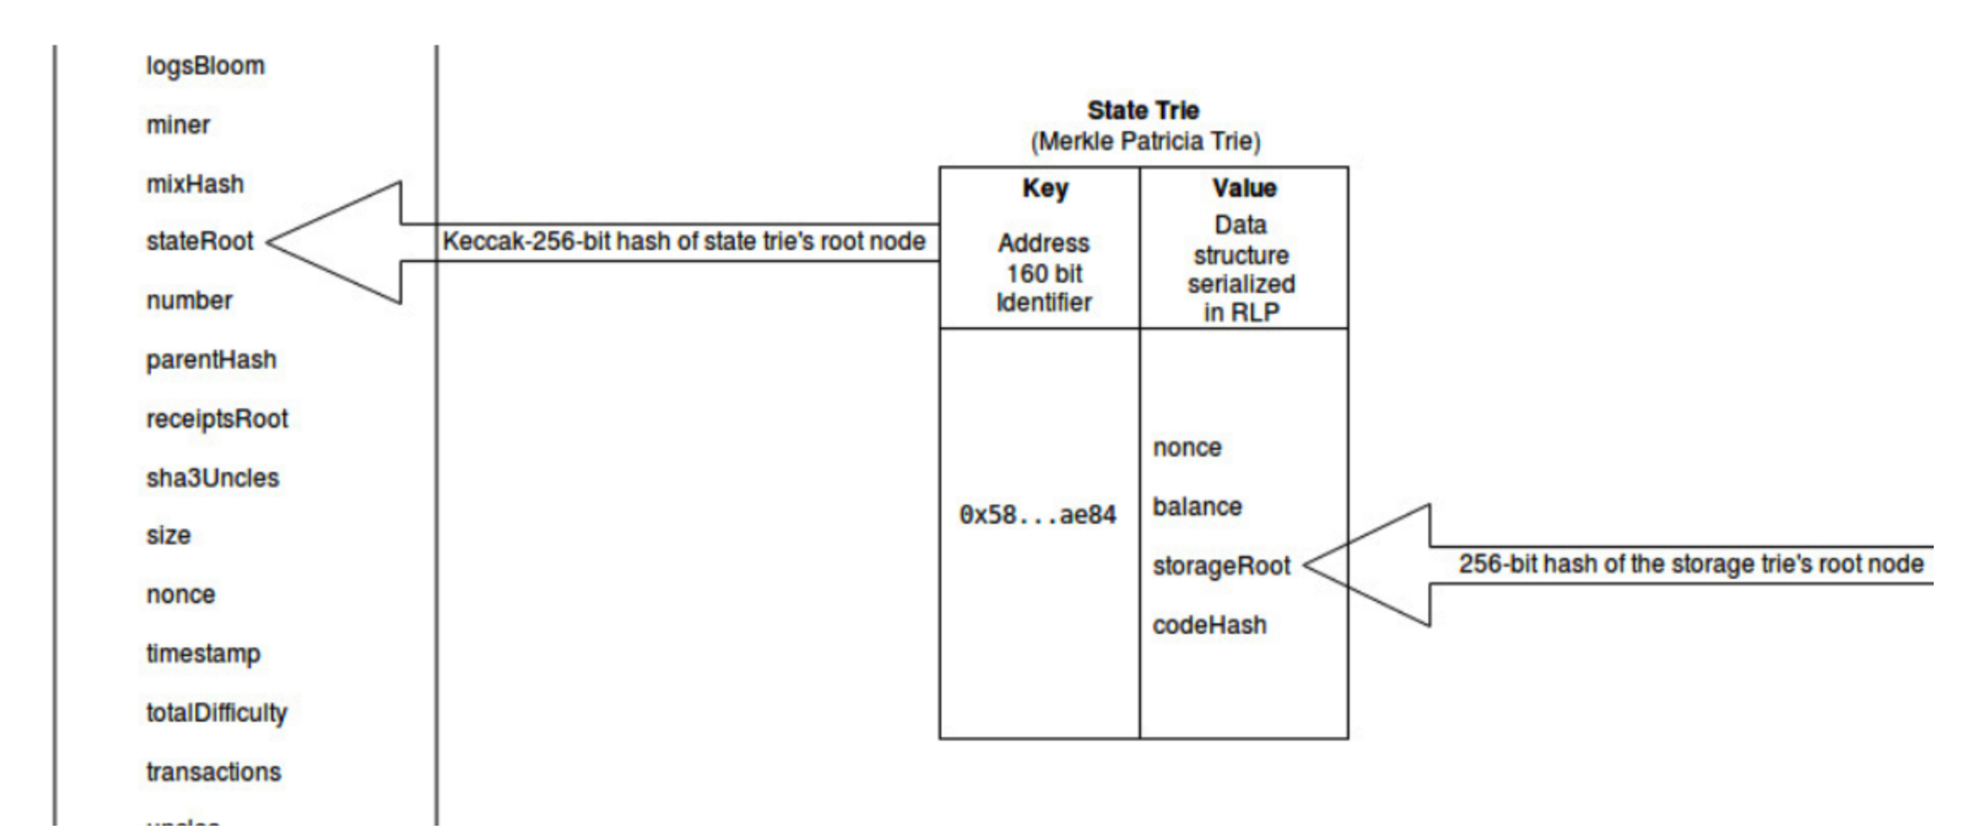 logsBloom
miner
mixHash
stateRoot
number
parentHash
receiptsRoot
sha3Uncles
size
nonce
timestamp
totalDifficulty
transactions
Keccak-256-bit hash of state trie's root node
State Trie
(Merkle Patricia Trie)
Key
Address
160 bit
Identifier
Value
Data
structure
serialized
in RLP
0x58...ae84
nonce
balance
storageRoot
codeHash
256-bit hash of the storage trie's root node